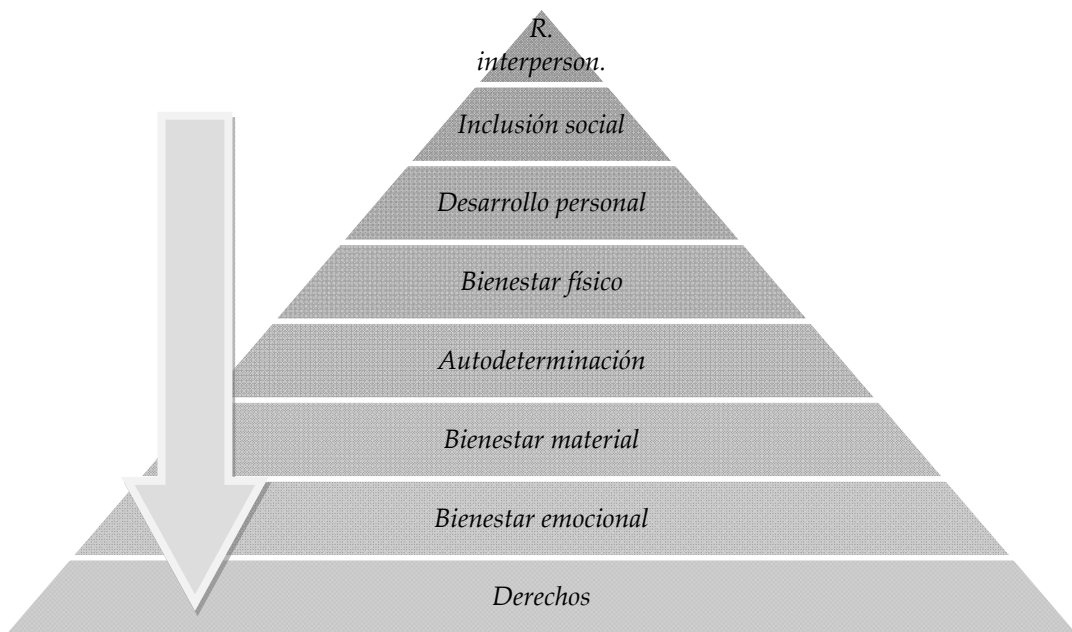 R.
interperson.
Inclusión social
Desarrollo personal
Bienestar físico
Autodeterminación
Bienestar material
Bienestar emocional
Derechos